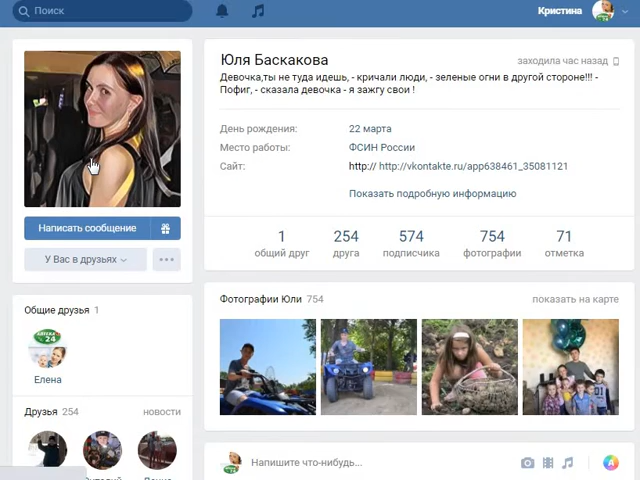 Поиск
Кристина
Юля Баскакова
заходила час назад
Девочка,ты не туда идешь, - кричали люди, - зеленые огни в другой стороне!!! -
Пофиг, - сказала девочка - я зажгу свои !
День рождения: 22 марта
Место работы: ФСИН России
Сайт: http:// http://vkontakte.ru/app638461_35081121
Показать подробную информацию
Написать сообщение
У Вас в друзьях
1 254 574 754 71
общий друг друга подписчика фотографии отметка
Общие друзья 1
АПТЕКА
24
Елена
Друзья 254 новости
Фотографии Юли 754 показать на карте
Напишите что-нибудь...